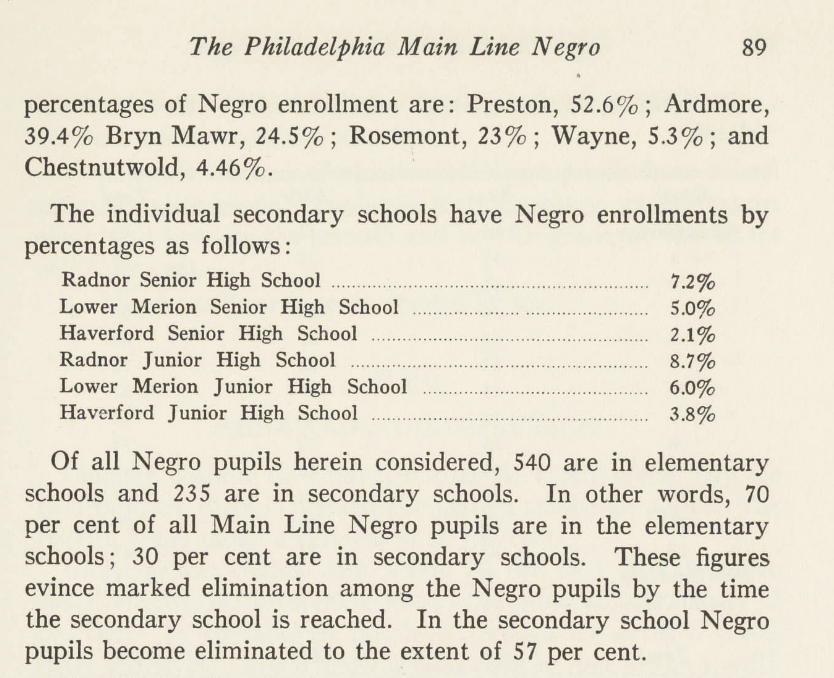 The Philadelphia Main Line Negro 89
percentages of Negro enrollment are: Preston, 52.6%; Ardmore,
39.4% Bryn Mawr, 24.5%; Rosemont, 23%; Wayne, 5.3%; and
Chestnutwold, 4.46%.
The individual secondary schools have Negro enrollments by
percentages as follows:
Radnor Senior High School ........................................ 7.2%
Lower Merion Senior High School .............................. 5.0%
Haverford Senior High School ................................... 2.1%
Radnor Junior High School ...................................... 8.7%
Lower Merion Junior High School ............................. 6.0%
Haverford Junior High School ................................... 3.8%
Of all Negro pupils herein considered, 540 are in elementary
schools and 235 are in secondary schools. In other words, 70
per cent of all Main Line Negro pupils are in the elementary
schools; 30 per cent are in secondary schools. These figures
evince marked elimination among the Negro pupils by the time
the secondary school is reached. In the secondary school Negro
pupils become eliminated to the extent of 57 per cent.